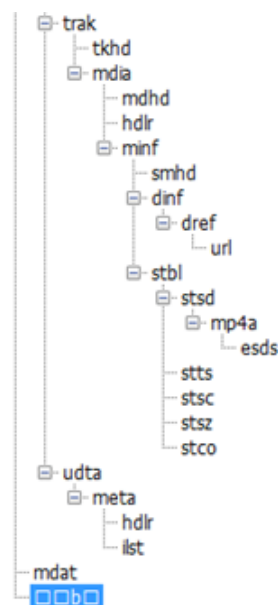 trak
tkhd
mdia
mdhd
hdlr
minf
smhd
dinf
dref
url
stbl
stsd
mp4a
esds
stts
stsc
stsz
stco
udta
meta
hdlr
ilst
mdat
□□b□